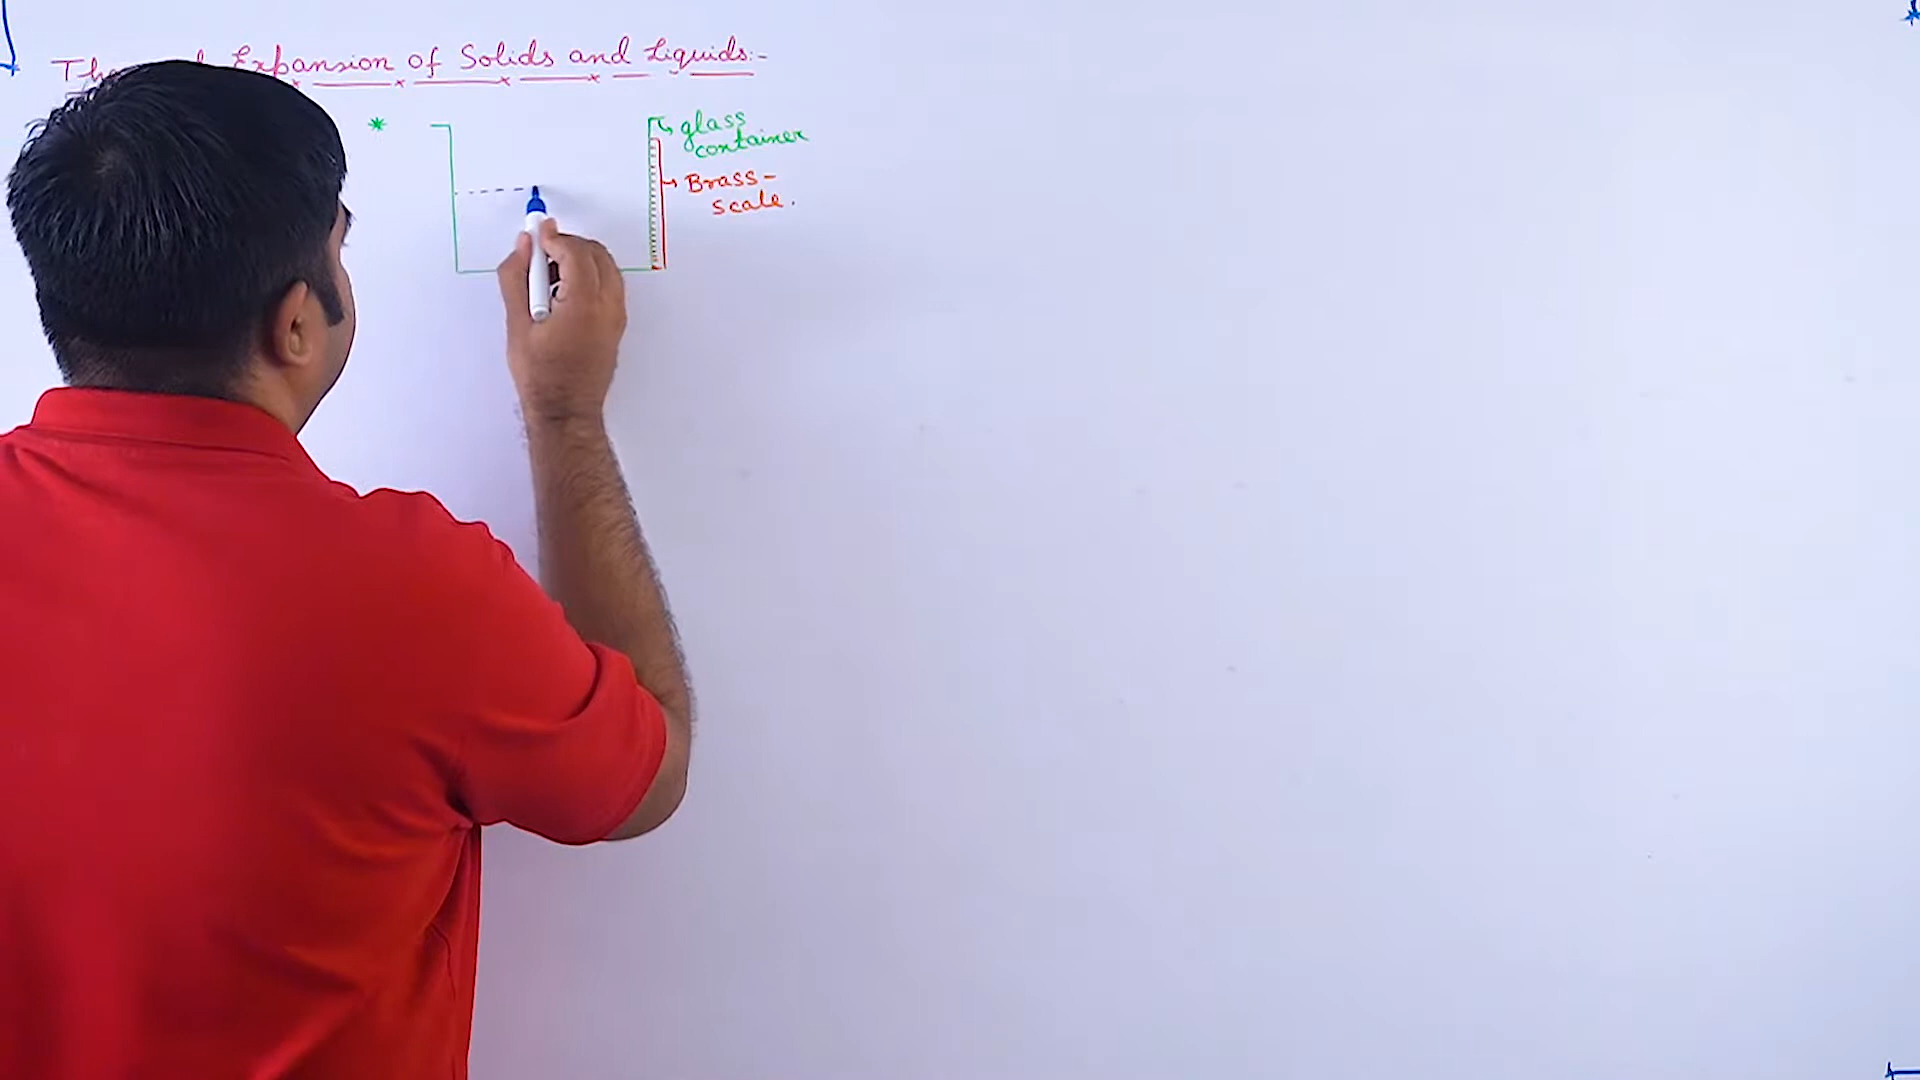 Expansion of Solids and Liquids:-
* glass
container
Brass-
scale.